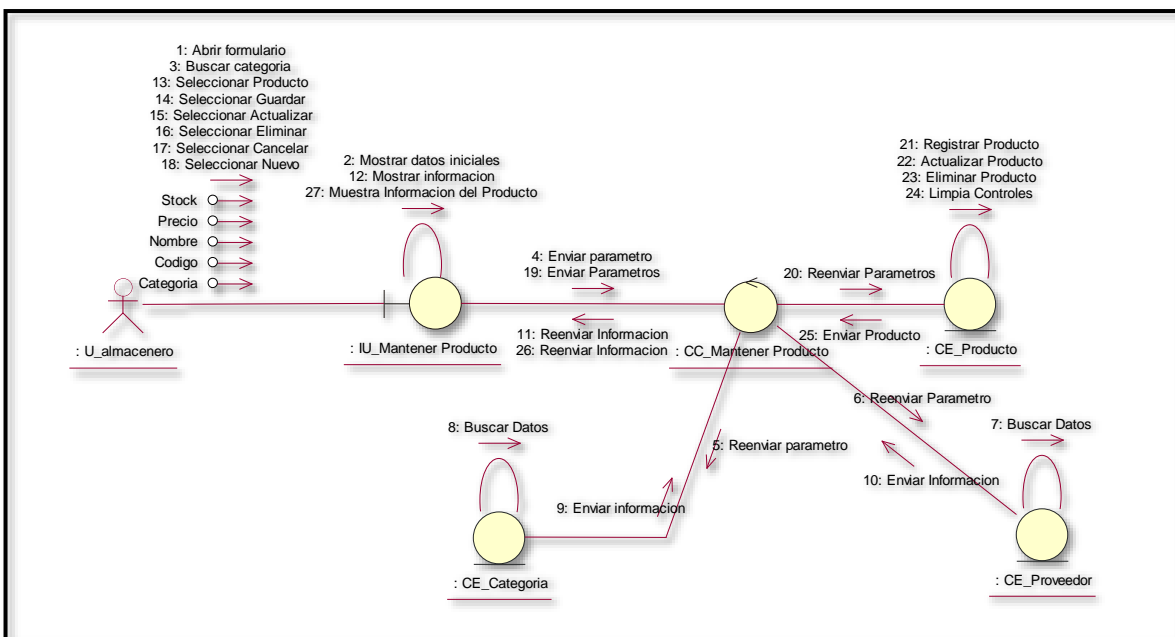 1: Abrir formulario
3: Buscar categoria
13: Seleccionar Producto
14: Seleccionar Guardar
15: Seleccionar Actualizar
16: Seleccionar Eliminar
17: Seleccionar Cancelar
18: Seleccionar Nuevo
Stock
Precio
Nombre
Codigo
Categoria
: U_almacenero
2: Mostrar datos iniciales
12: Mostrar informacion
27: Muestra Informacion del Producto
: IU_Mantener Producto
4: Enviar parametro
19: Enviar Parametros
11: Reenviar Informacion
26: Reenviar Informacion
: CC_Mantener Producto
20: Reenviar Parametros
25: Enviar Producto
21: Registrar Producto
22: Actualizar Producto
23: Eliminar Producto
24: Limpia Controles
: CE_Producto
6: Reenviar Parametro
5: Reenviar parametro
8: Buscar Datos
9: Enviar informacion
: CE_Categoria
7: Buscar Datos
10: Enviar Informacion
: CE_Proveedor